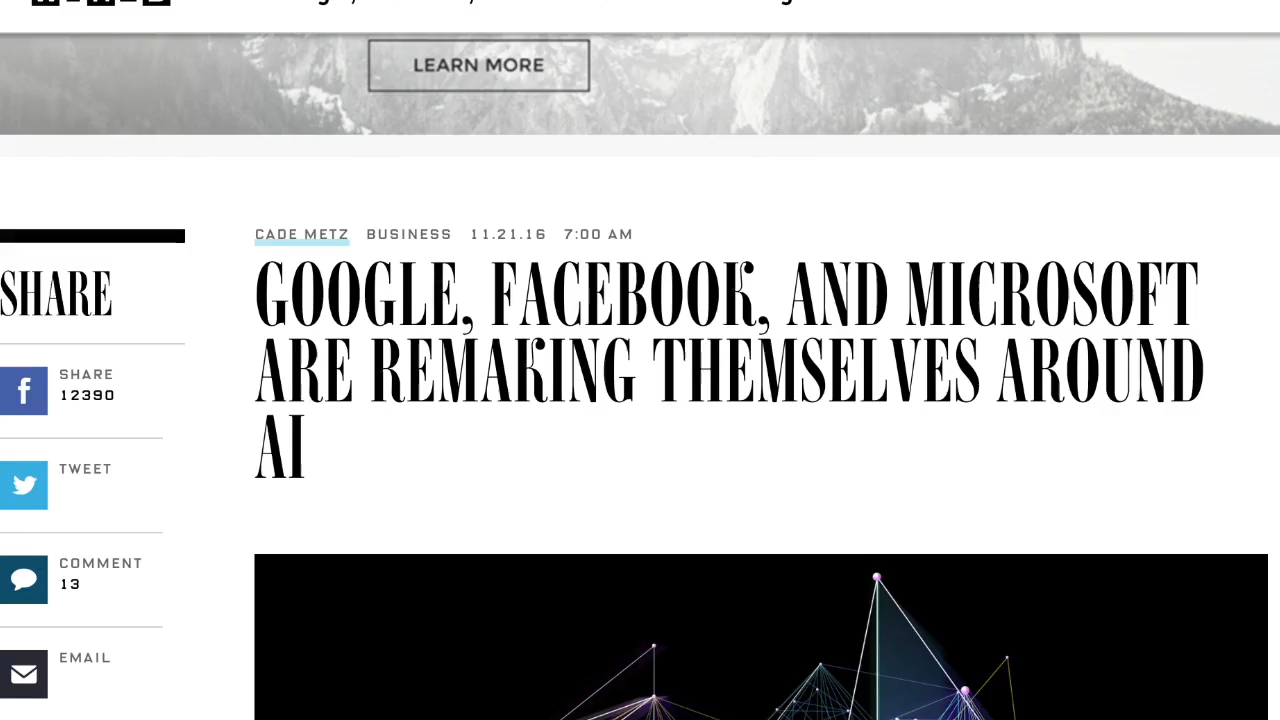 LEARN MORE
CADE METZ BUSINESS 11.21.16 7:00 AM
GOOGLE, FACEBOOK, AND MICROSOFT
ARE REMAKING THEMSELVES AROUND
AI
SHARE
SHARE
12390
TWEET
COMMENT
13
EMAIL